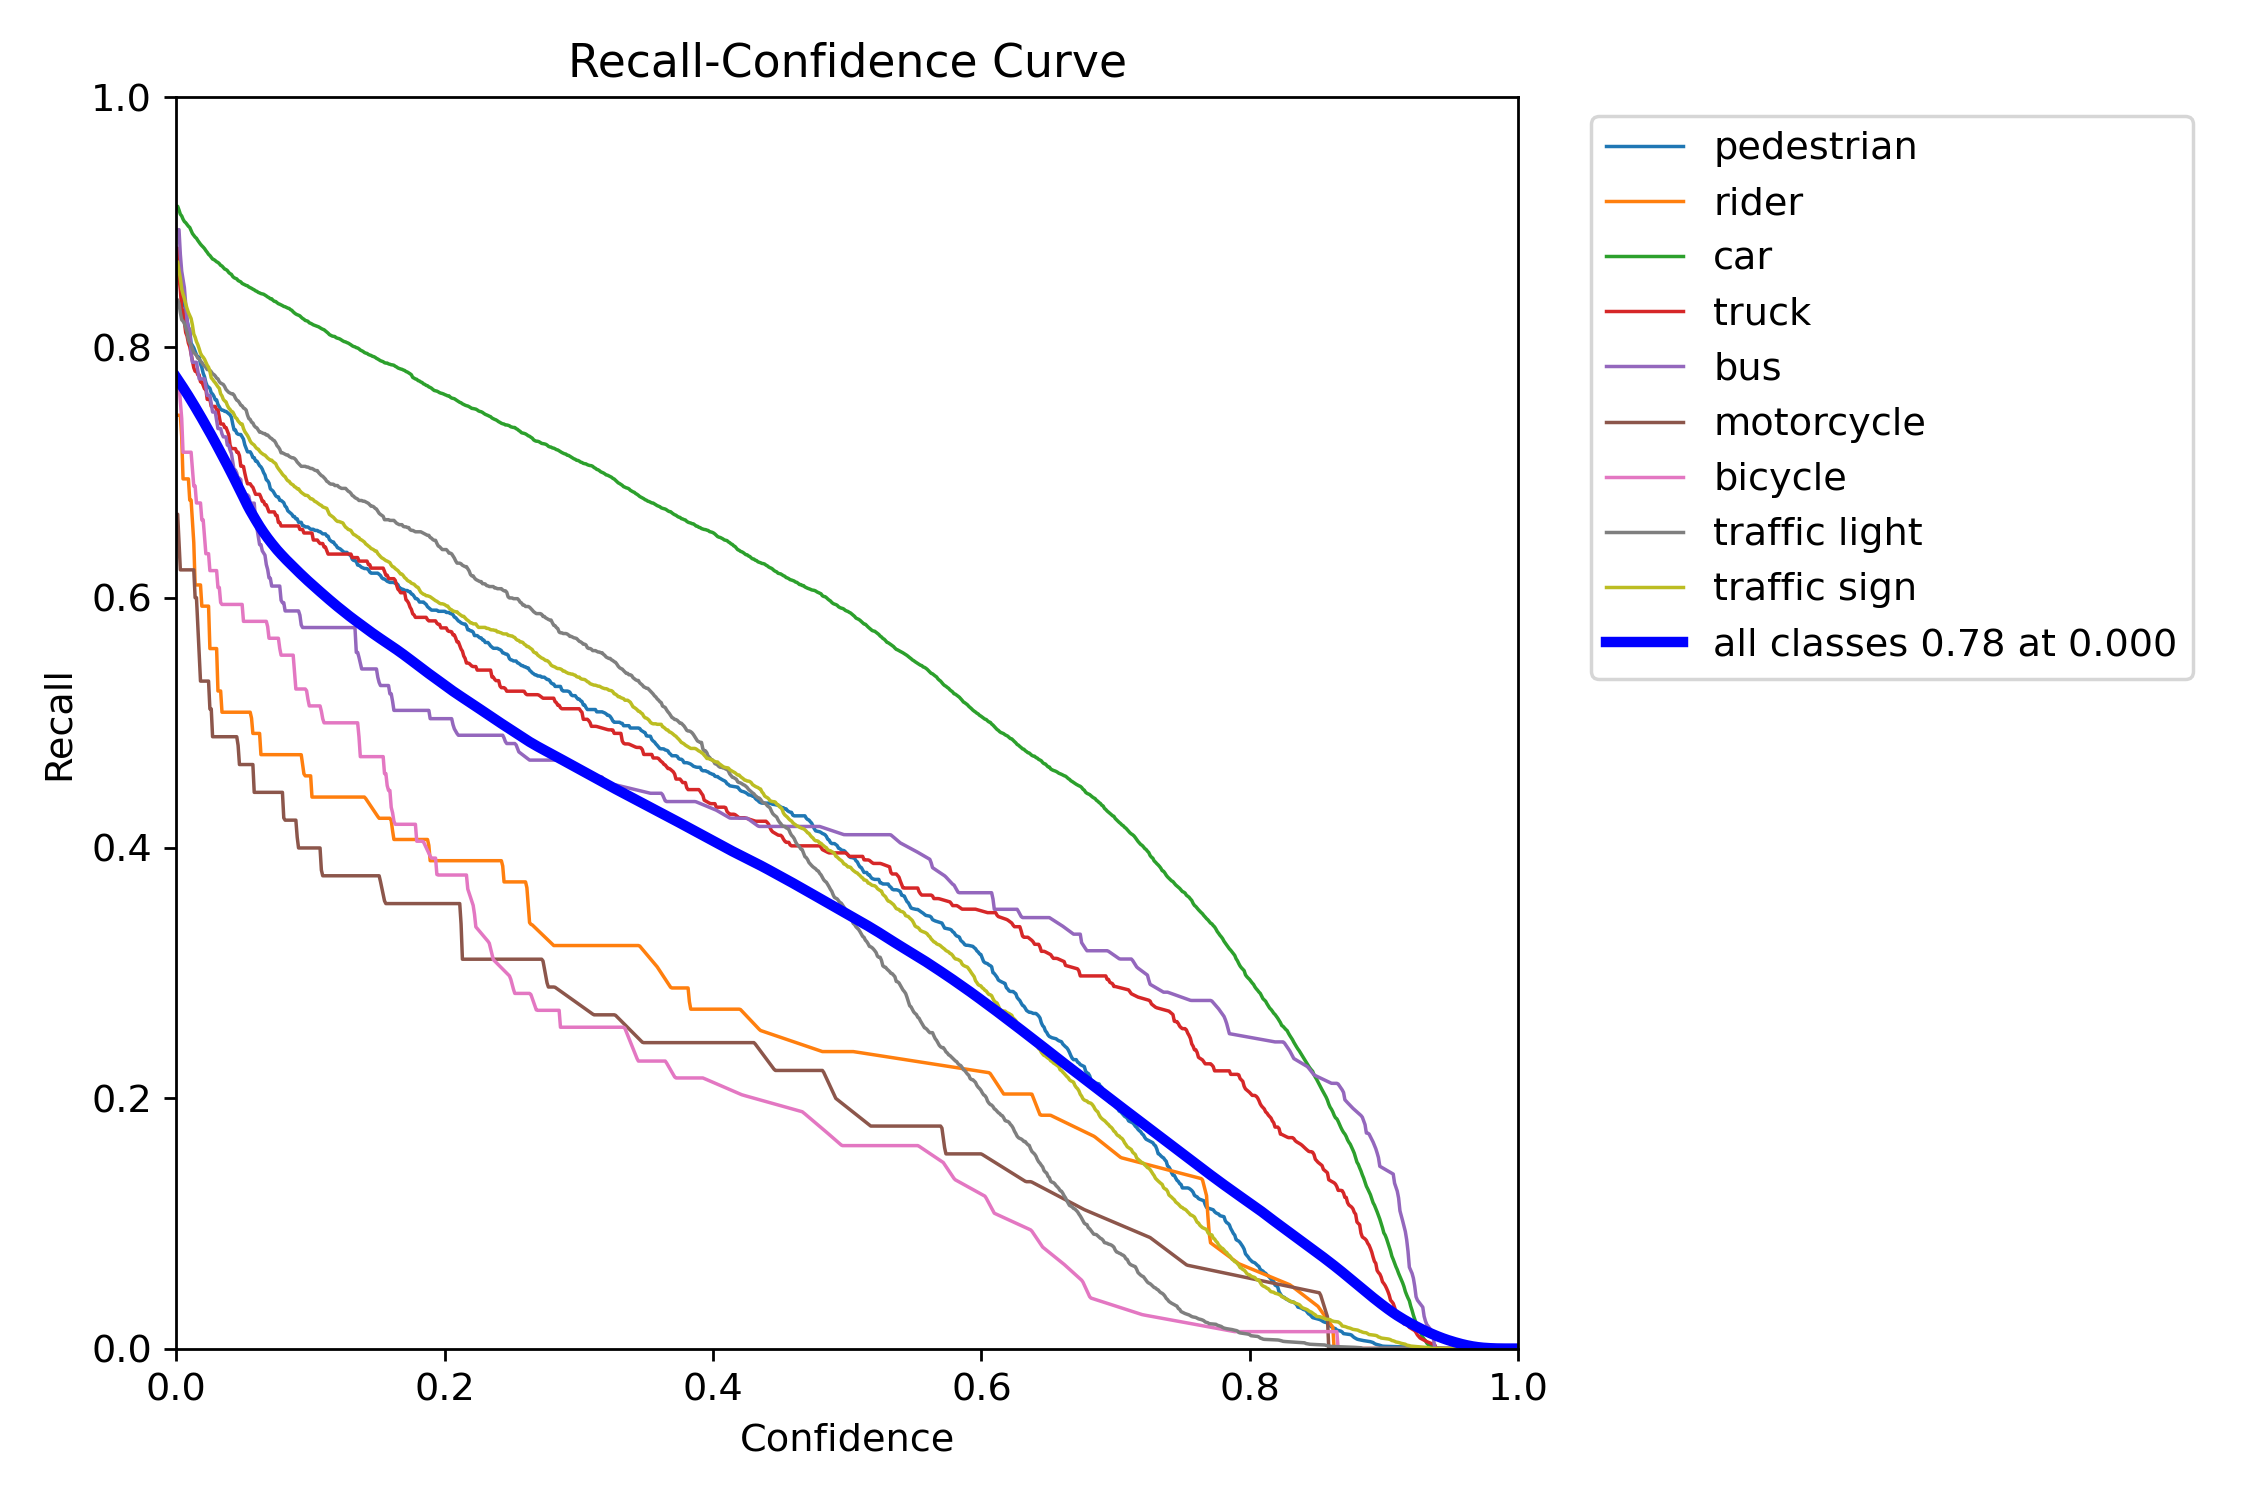 Recall-Confidence Curve
1.0
0.8
0.6
0.4
0.2
0.0
Recall
0.0 0.2 0.4 0.6 0.8 1.0
Confidence
pedestrian
rider
car
truck
bus
motorcycle
bicycle
traffic light
traffic sign
all classes 0.78 at 0.000